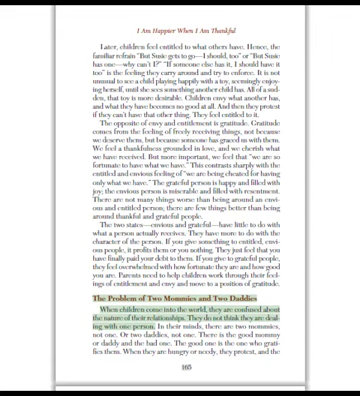 I Am Happier When I Am Thankful
Later, children feel entitled to what others have. Hence, the
familiar refrain "But Susie gets to go—I should, too" or "But Susie
has one—why can't I?" "If someone else has it, I should have it
too" is the feeling they carry around and try to enforce. It is not
unusual to see a child playing happily with a toy, seemingly enjoy-
ing herself, until she sees something another child has. All of a sud-
den, that toy is more desirable. Children envy what another has,
and what they have becomes no good at all. And then they protest
if they can't have that other thing. They feel entitled to it.
The opposite of envy and entitlement is gratitude. Gratitude
comes from the feeling of freely receiving things, not because
we deserve them, but because someone has graced us with them.
We feel a thankfulness grounded in love, and we cherish what
we have received. But more important, we feel that "we are so
fortunate to have what we have." This contrasts sharply with the
entitled and envious feeling of "we are being cheated for having
only what we have." The grateful person is happy and filled with
joy; the envious person is miserable and filled with resentment.
There are not many things worse than being around an envi-
ous and entitled person; there are few things better than being
around thankful and grateful people.
The two states—envious and grateful—have little to do with
what a person actually receives. They have more to do with the
character of the person. If you give something to entitled, envi-
ous people, it profits them or you nothing. They just feel that you
have finally paid your debt to them. If you give to grateful people,
they feel overwhelmed with how fortunate they are and how good
you are. Parents need to help children work through their feel-
ings of entitlement and envy and move to a position of gratitude.
The Problem of Two Mommies and Two Daddies
When children come into the world, they are confused about
the nature of their relationships. They do not think they are deal-
ing with one person. In their minds, there are two mommies,
not one. Or two daddies, not one. There is the good mommy
or daddy and the bad one. The good one is the one who grati-
fies them. When they are hungry or needy, they protest, and the
165